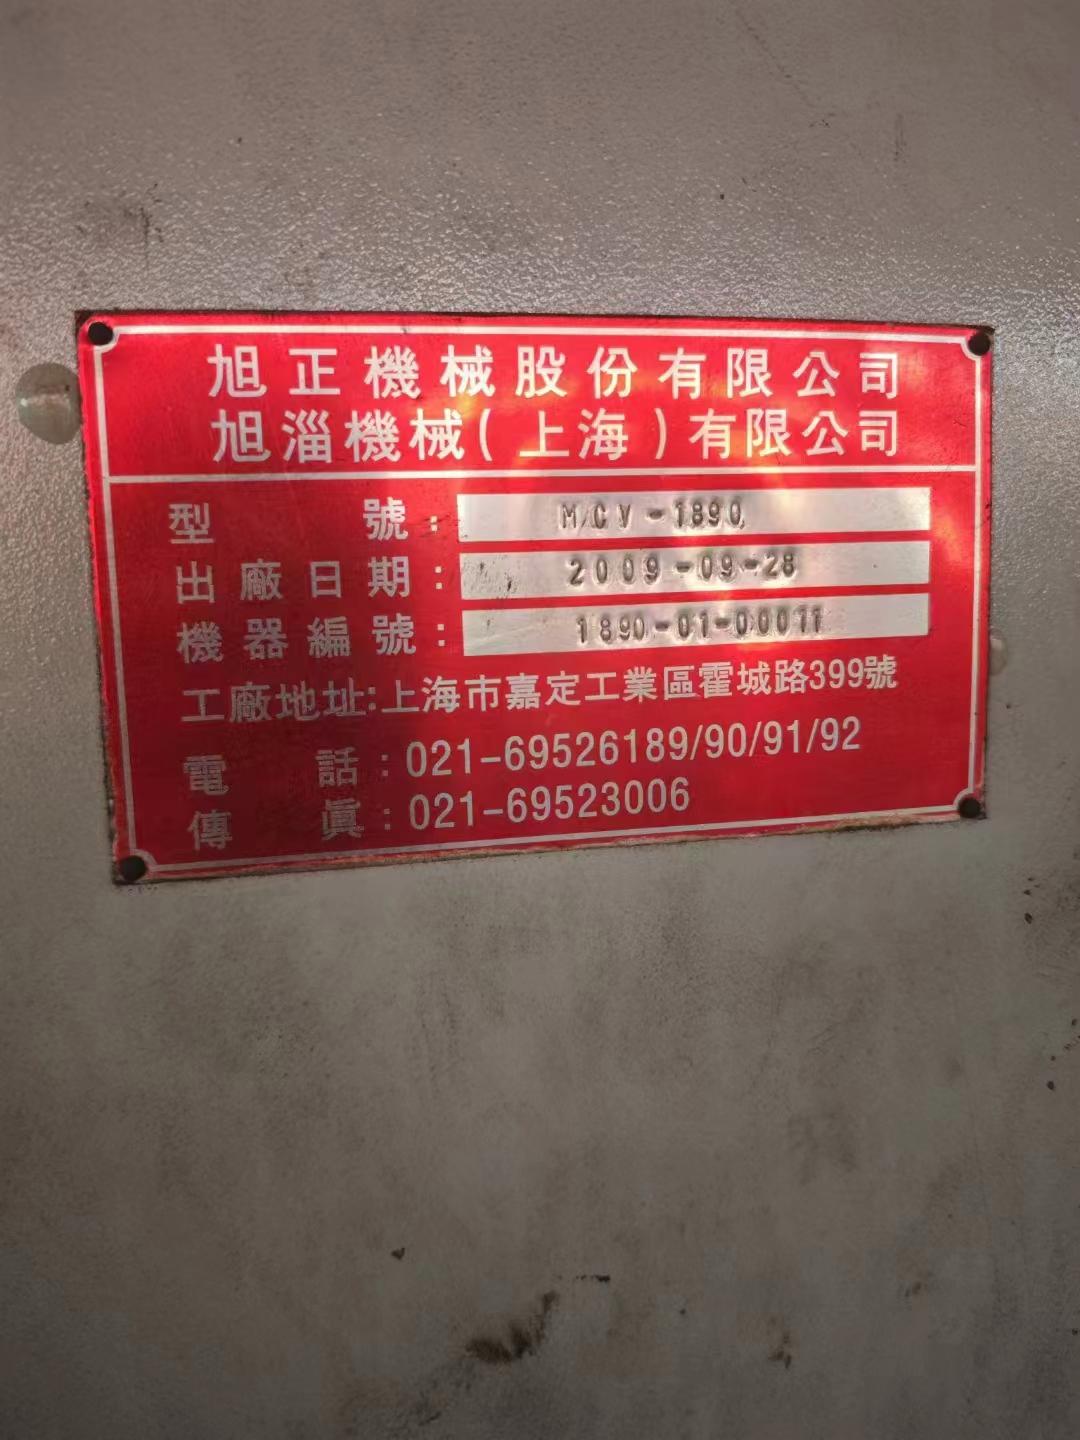 旭正機械股份有限公司
旭淄機械(上海)有限公司
型號: MCV-1890
出廠日期: 2009-09-28
機器編號: 1890-01-00011
工廠地址:上海市嘉定工業區霍城路399號
電話:021-69526189/90/91/92
傳眞:021-69523006